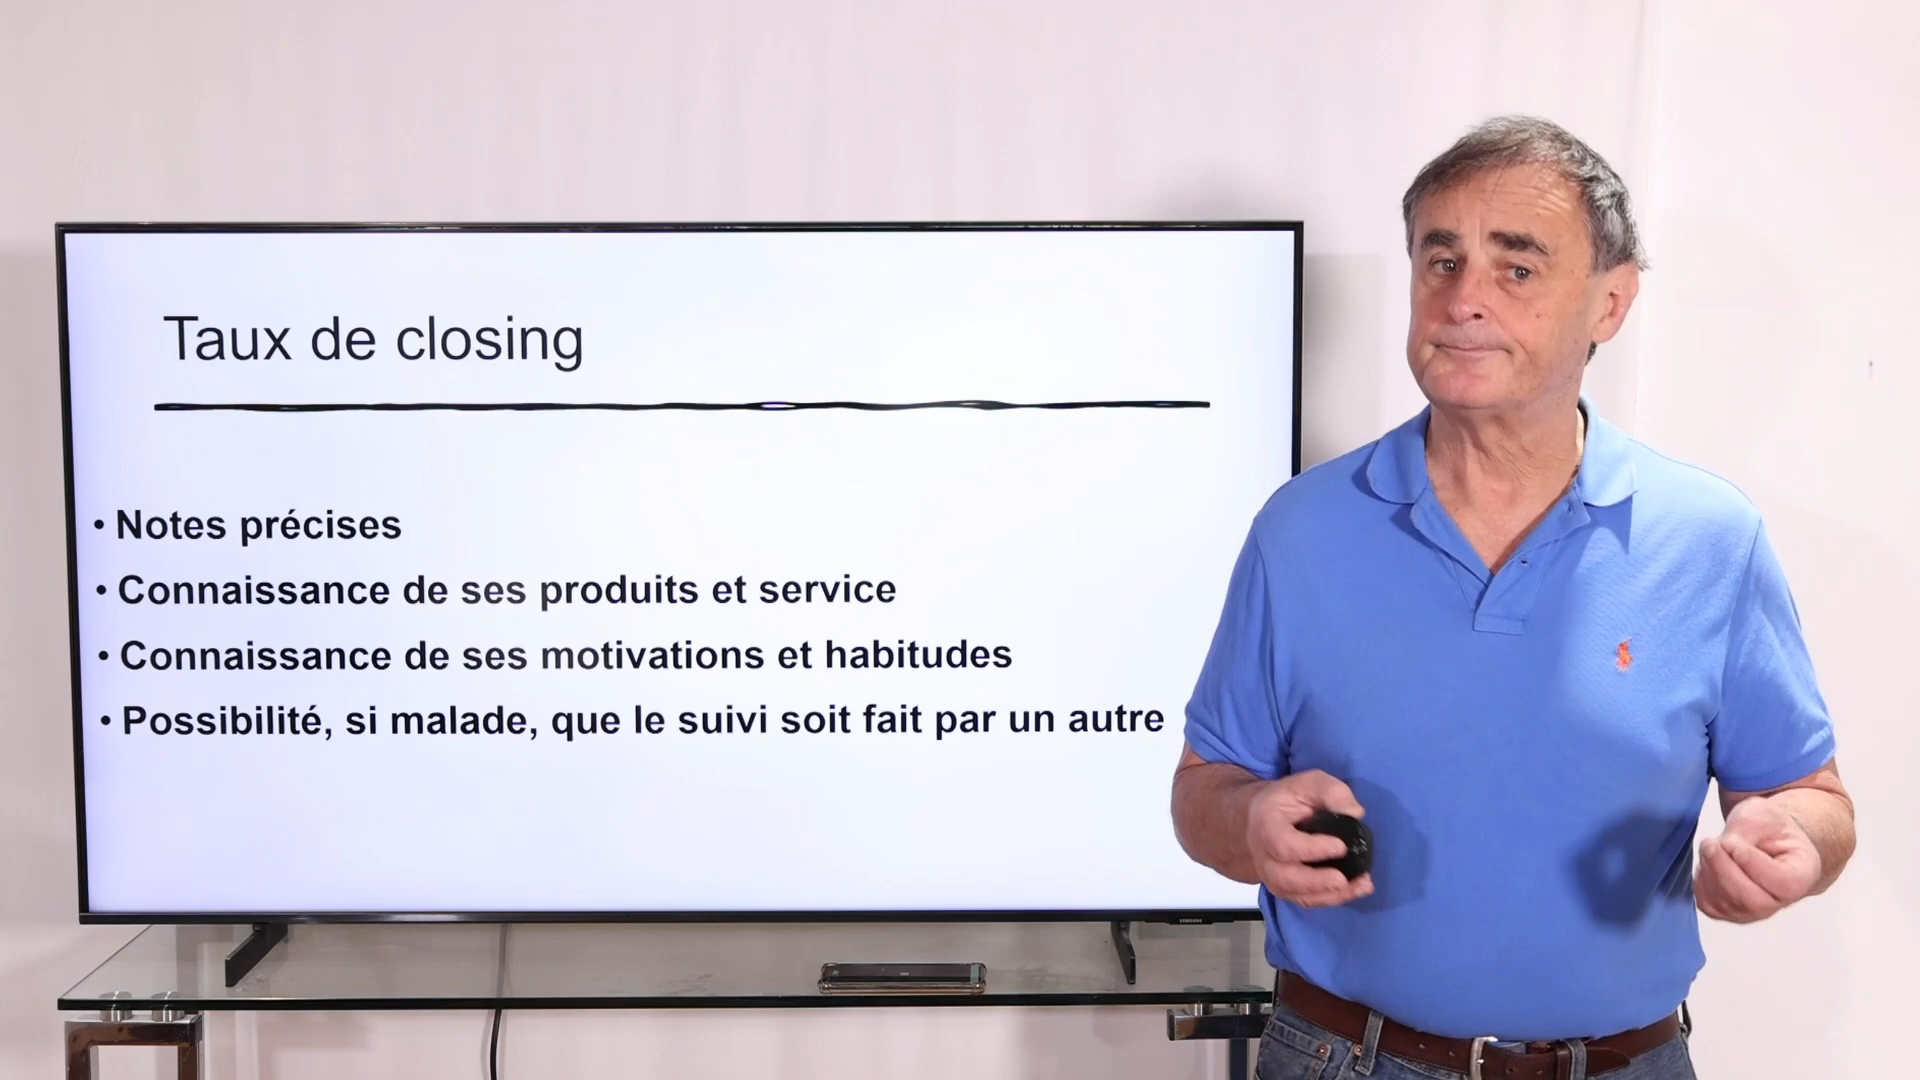 Taux de closing
• Notes précises
• Connaissance de ses produits et service
• Connaissance de ses motivations et habitudes
• Possibilité, si malade, que le suivi soit fait par un autre
SAMSUNG